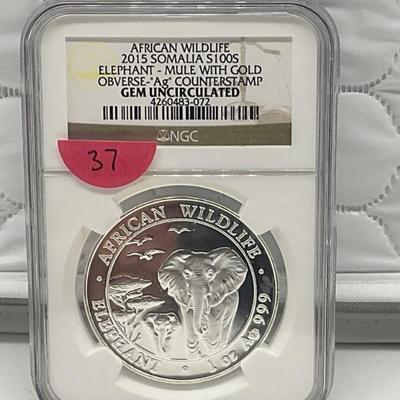 AFRICAN WILDLIFE
2015 SOMALIA S100S
ELEPHANT - MULE WITH GOLD
OBVERSE-"Ag" COUNTERSTAMP
GEM UNCIRCULATED
4260483-072
NGC
37
AFRICAN WILDLIFE
ELEPHANT
1 oz Ag 999